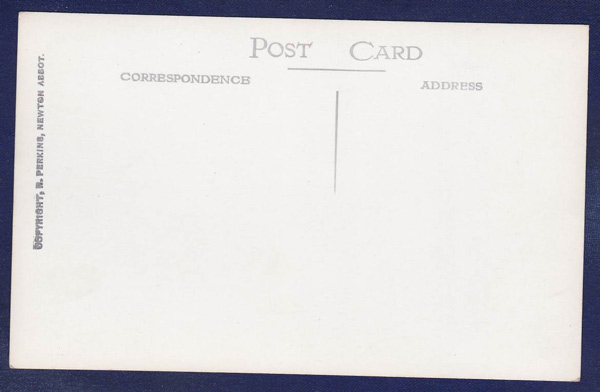 POST CARD
CORRESPONDENCE
ADDRESS
COPYRIGHT, R. PERKINS, NEWTON ABBOT.